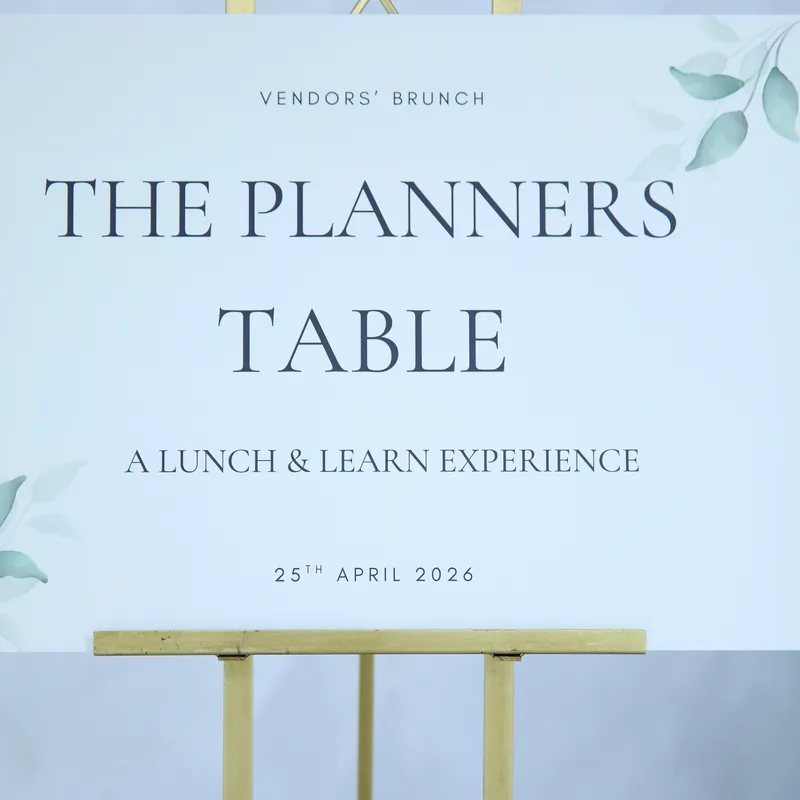 VENDORS’ BRUNCH
THE PLANNERS
TABLE
A LUNCH & LEARN EXPERIENCE
25TH APRIL 2026